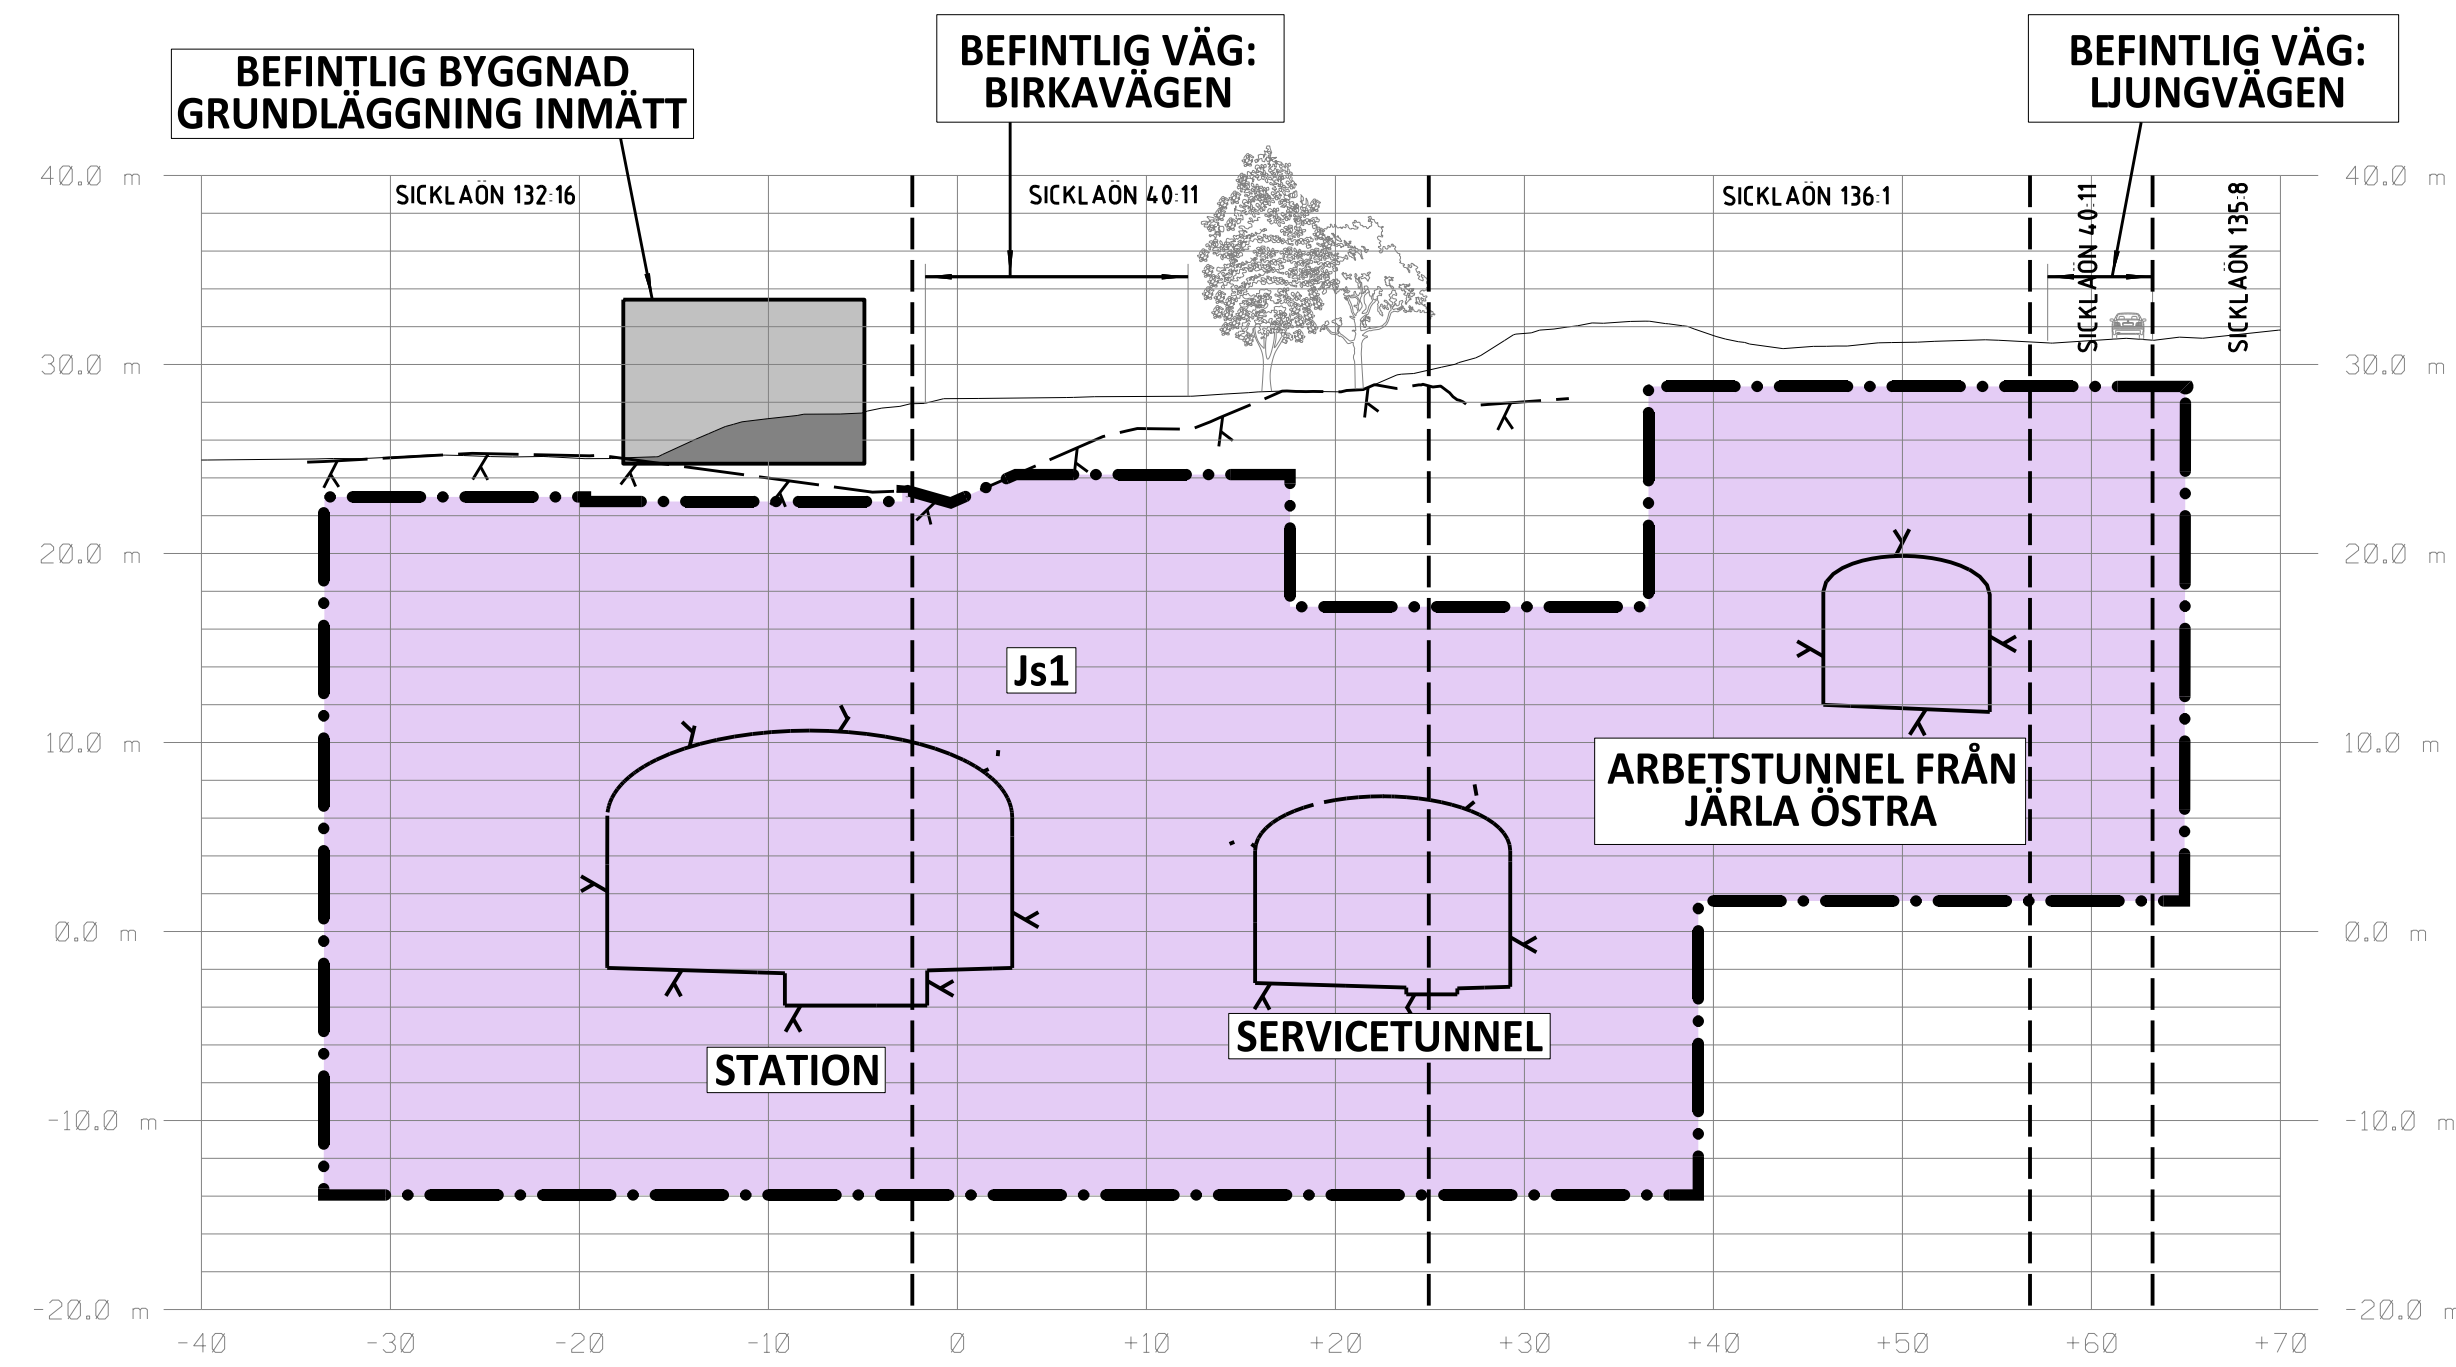 BEFINTLIG BYGGNAD
GRUNDLÄGGNING INMÄTT
BEFINTLIG VÄG:
BIRKAVÄGEN
BEFINTLIG VÄG:
LJUNGVÄGEN
40.0 m
SICKLAÖN 132:16
SICKLAÖN 40:11
SICKLAÖN 136:1
SICKLAÖN 40:11
SICKLAÖN 135:8
40.0 m
30.0 m
30.0 m
20.0 m
20.0 m
Js1
10.0 m
10.0 m
ARBETSTUNNEL FRÅN
JÄRLA ÖSTRA
0.0 m
0.0 m
SERVICETUNNEL
STATION
-10.0 m
-10.0 m
-20.0 m
-20.0 m
-40 -30 -20 -10 0 +10 +20 +30 +40 +50 +60 +70